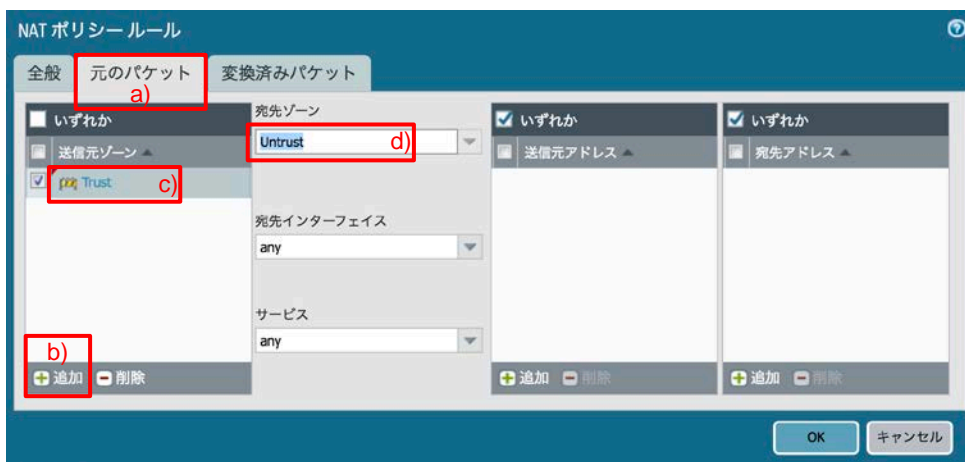 NAT ポリシー ルール
全般 元のパケット 変換済みパケット
a)
いずれか
送信元ゾーン
Trust
c)
b)
追加 削除
宛先ゾーン
Untrust
d)
宛先インターフェイス
any
サービス
any
いずれか
送信元アドレス
追加 削除
いずれか
宛先アドレス
追加 削除
OK キャンセル